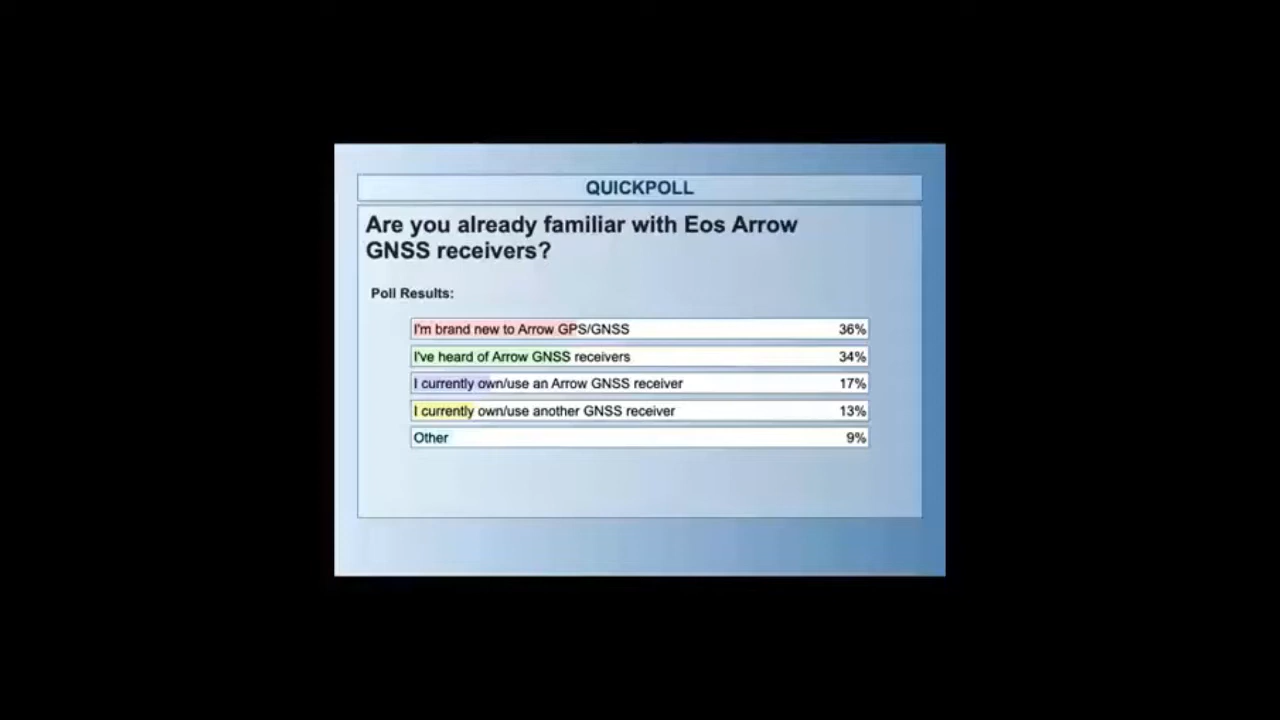 QUICKPOLL
Are you already familiar with Eos Arrow
GNSS receivers?
Poll Results:
I'm brand new to Arrow GPS/GNSS 36%
I've heard of Arrow GNSS receivers 34%
I currently own/use an Arrow GNSS receiver 17%
I currently own/use another GNSS receiver 13%
Other 9%